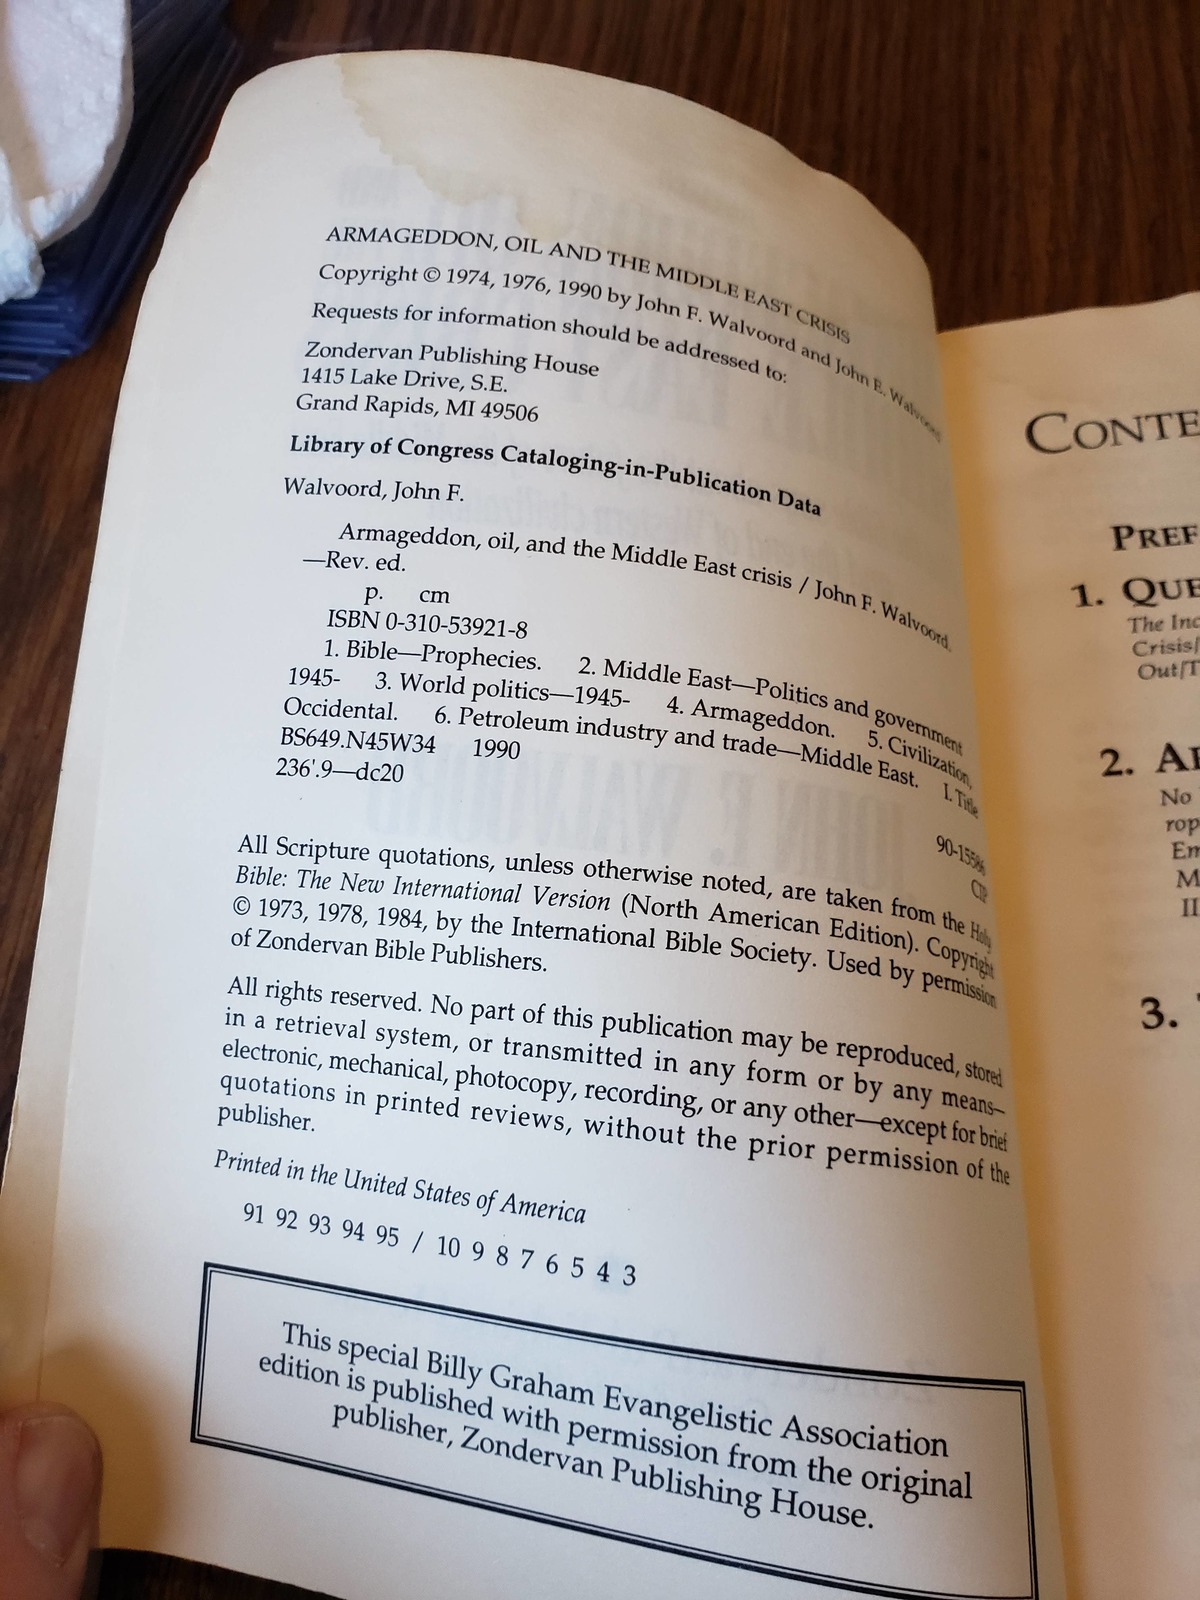 ARMAGEDDON, OIL AND THE MIDDLE EAST CRISIS
Copyright © 1974, 1976, 1990 by John F. Walvoord and John E. Walvoord
Requests for information should be addressed to:
Zondervan Publishing House
1415 Lake Drive, S.E.
Grand Rapids, MI 49506
Library of Congress Cataloging-in-Publication Data
Walvoord, John F.
Armageddon, oil, and the Middle East crisis / John F. Walvoord.
—Rev. ed.
p. cm
ISBN 0-310-53921-8
1. Bible—Prophecies. 2. Middle East—Politics and government
1945- 3. World politics—1945- 4. Armageddon. 5. Civilization,
Occidental. 6. Petroleum industry and trade—Middle East. I. Title
BS649.N45W34 1990
236'.9—dc20
90-15586
CIP
All Scripture quotations, unless otherwise noted, are taken from the Holy
Bible: The New International Version (North American Edition). Copyright
© 1973, 1978, 1984, by the International Bible Society. Used by permission
of Zondervan Bible Publishers.
All rights reserved. No part of this publication may be reproduced, stored
in a retrieval system, or transmitted in any form or by any means—
electronic, mechanical, photocopy, recording, or any other—except for brief
quotations in printed reviews, without the prior permission of the
publisher.
Printed in the United States of America
91 92 93 94 95 / 10 9 8 7 6 5 4 3
This special Billy Graham Evangelistic Association
edition is published with permission from the original
publisher, Zondervan Publishing House.
CONTE
PREF
1. QUE
The Inc
Crisis/
Out/T
2. AR
No
rop
Em
M
II
3.